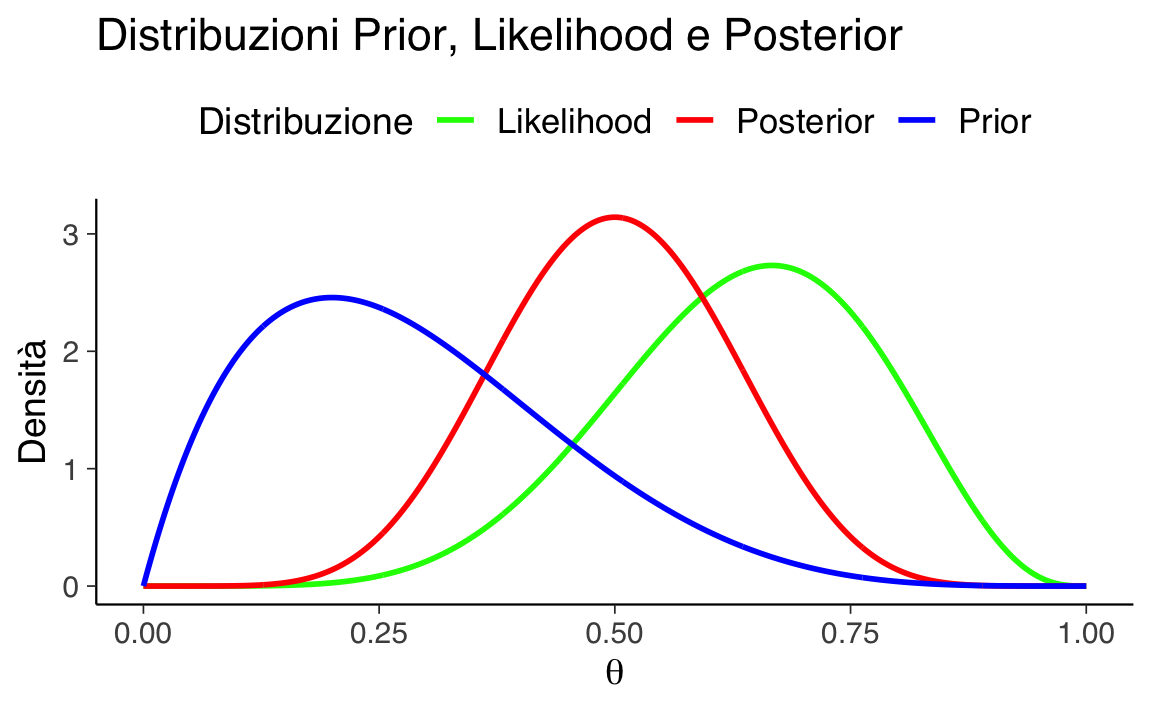 Distribuzioni Prior, Likelihood e Posterior
Distribuzione Likelihood Posterior Prior
Densità
3
2
1
0
0.00 0.25 0.50 0.75 1.00
θ